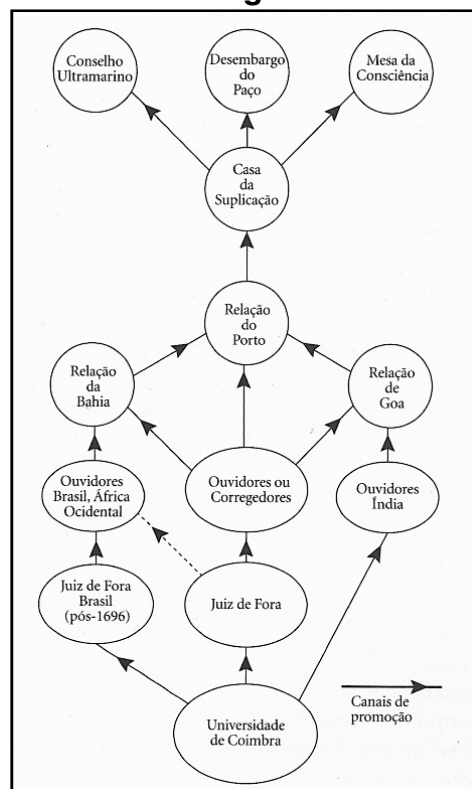 Conselho
Ultramarino
Desembargo
do
Paço
Mesa da
Consciência
Casa
da
Suplicação
Relação
do
Porto
Relação
da
Bahia
Relação
de
Goa
Ouvidores
Brasil, África
Ocidental
Ouvidores ou
Corregedores
Ouvidores
Índia
Juiz de Fora
Brasil
(pós-1696)
Juiz de Fora
Universidade
de Coimbra
Canais de
promoção